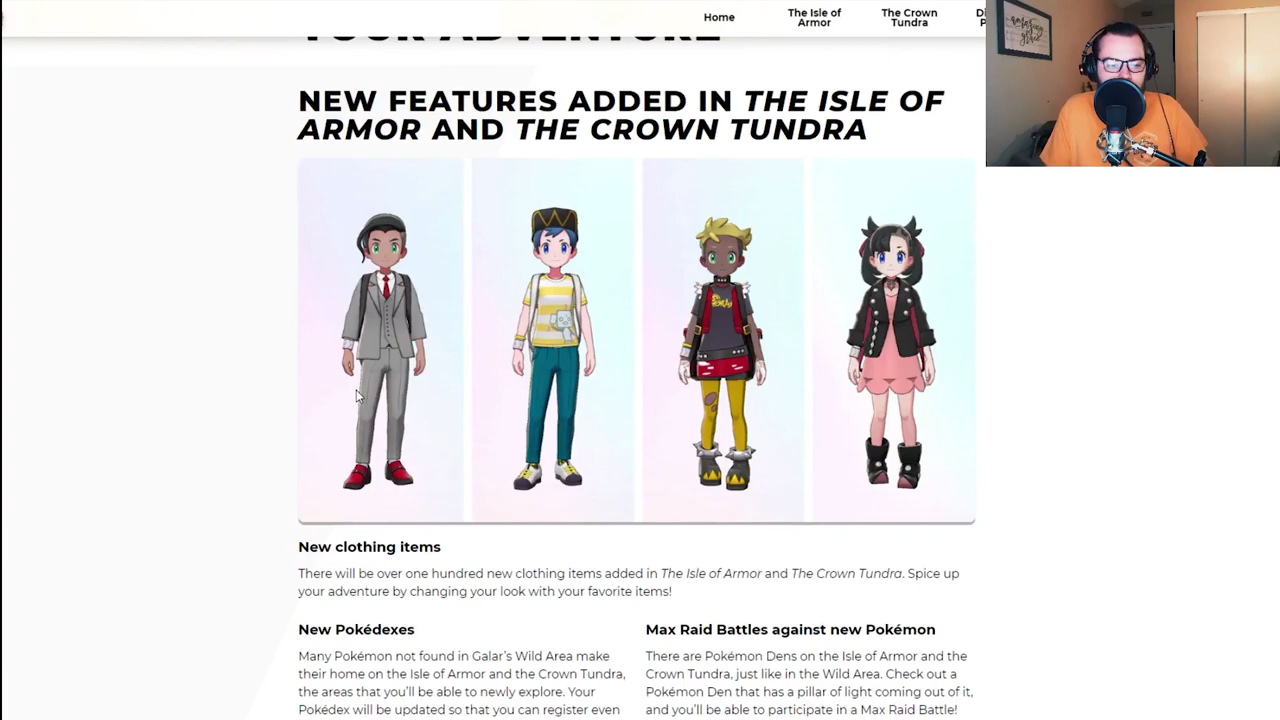 Home
The Isle of
Armor
The Crown
Tundra
YOUR ADVENTURE
NEW FEATURES ADDED IN THE ISLE OF
ARMOR AND THE CROWN TUNDRA
New clothing items
There will be over one hundred new clothing items added in The Isle of Armor and The Crown Tundra. Spice up
your adventure by changing your look with your favorite items!
New Pokédexes
Many Pokémon not found in Galar's Wild Area make
their home on the Isle of Armor and the Crown Tundra,
the areas that you'll be able to newly explore. Your
Pokédex will be updated so that you can register even
Max Raid Battles against new Pokémon
There are Pokémon Dens on the Isle of Armor and the
Crown Tundra, just like in the Wild Area. Check out a
Pokémon Den that has a pillar of light coming out of it,
and you'll be able to participate in a Max Raid Battle!
amazing
grace